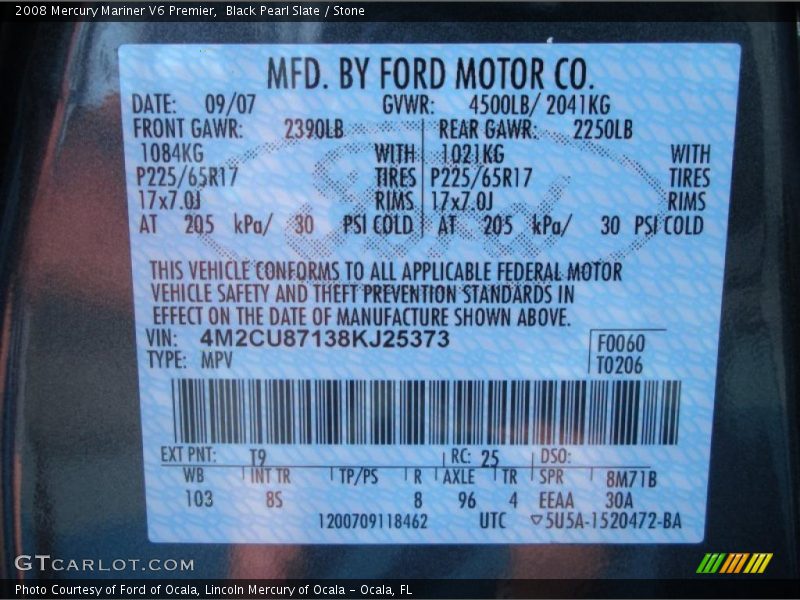 2008 Mercury Mariner V6 Premier,  Black Pearl Slate / Stone
MFD. BY FORD MOTOR CO.
DATE: 09/07 GVWR: 4500LB/ 2041KG
FRONT GAWR: 2390LB REAR GAWR: 2250LB
1084KG WITH 1021KG WITH
P225/65R17 TIRES P225/65R17 TIRES
17x7.0J RIMS 17x7.0J RIMS
AT 205 kPa/ 30 PSI COLD AT 205 kPa/ 30 PSI COLD
THIS VEHICLE CONFORMS TO ALL APPLICABLE FEDERAL MOTOR
VEHICLE SAFETY AND THEFT PREVENTION STANDARDS IN
EFFECT ON THE DATE OF MANUFACTURE SHOWN ABOVE.
VIN: 4M2CU87138KJ25373 F0060
TYPE: MPV T0206
EXT PNT: T9 RC: 25 DSO:
WB INT TR TP/PS R AXLE TR SPR 8M71B
103 8S 8 96 4 EEAA 30A
1200709118462 UTC 5U5A-1520472-BA
GTCARLOT.COM
Photo Courtesy of Ford of Ocala, Lincoln Mercury of Ocala - Ocala, FL